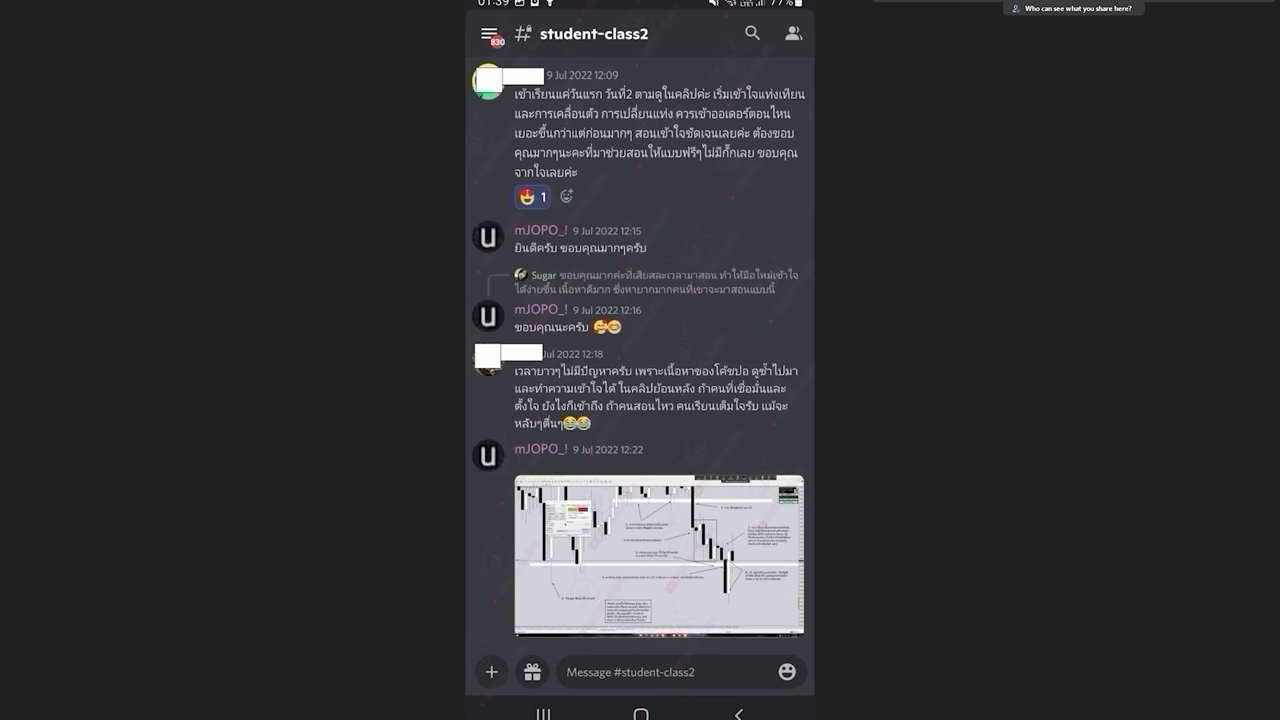 01:39
77%
Who can see what you share here?
830
student-class2
9 Jul 2022 12:09
เข้าเรียนแค่วันแรก วันที่2 ตามดูในคลิปค่ะ เริ่มเข้าใจแท่งเทียน
และการเคลื่อนตัว การเปลี่ยนแท่ง ควรเข้าออเดอร์ตอนไหน
เยอะขึ้นกว่าแต่ก่อนมากๆ สอนเข้าใจชัดเจนเลยค่ะ ต้องขอบ
คุณมากๆนะคะที่มาช่วยสอนให้แบบฟรีๆไม่มีกั๊กเลย ขอบคุณ
จากใจเลยค่ะ
1
mJOPO_! 9 Jul 2022 12:15
ยินดีครับ ขอบคุณมากๆครับ
Sugar ขอบคุณมากค่ะที่เสียสละเวลามาสอน ทำให้มือใหม่เข้าใจ
ได้ง่ายขึ้น เนื้อหาดีมาก ซึ่งหายากมากคนที่เขาจะมาสอนแบบนี้
mJOPO_! 9 Jul 2022 12:16
ขอบคุณนะครับ 🥰😊
Jul 2022 12:18
เวลายาวๆไม่มีปัญหาครับ เพราะเนื้อหาของโค้ชปอ ดูซ้ำไปมา
และทำความเข้าใจได้ ในคลิปย้อนหลัง ถ้าคนที่เชื่อมั่นและ
ตั้งใจ ยังไงก็เข้าถึง ถ้าคนสอนไหว คนเรียนเต็มใจรับ แม้จะ
หลับๆตื่นๆ😂😂
mJOPO_! 9 Jul 2022 12:22
Message #student-class2